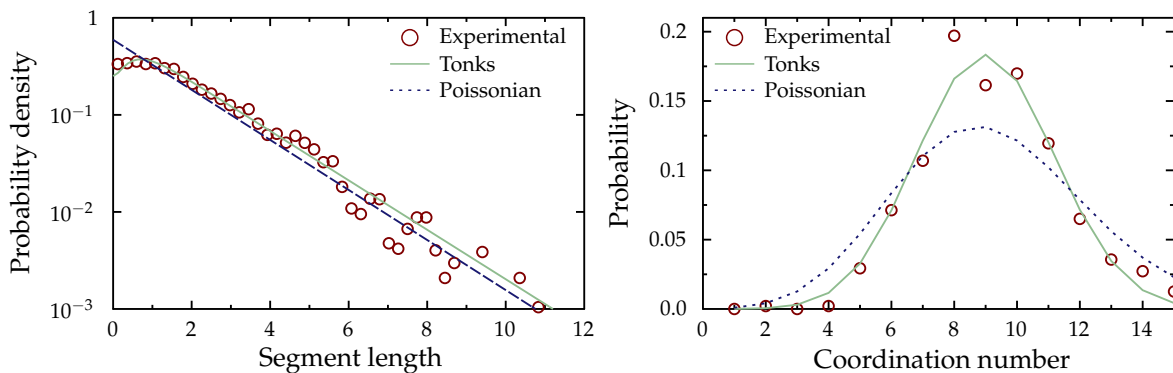 Probability density
1
10⁻¹
10⁻²
10⁻³
0 2 4 6 8 10 12
Segment length
Experimental
Tonks
Poissonian
Probability
0.2
0.15
0.10
0.05
0.0
0 2 4 6 8 10 12 14
Coordination number
Experimental
Tonks
Poissonian